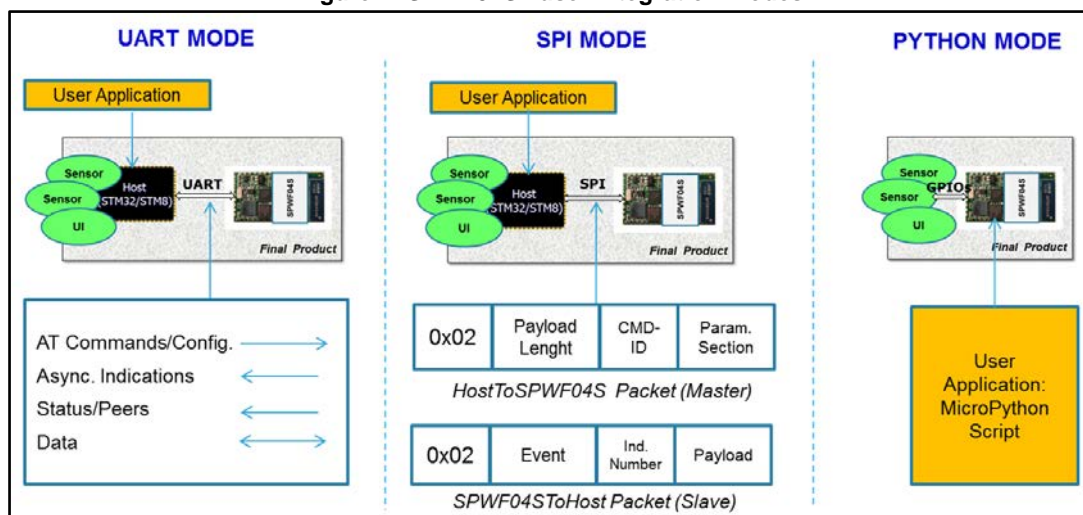 UART MODE
User Application
Sensor
Sensor
UI
Host
(STM32/STM8)
UART
SPWF04S
Final Product
AT Commands/Config.
Async. Indications
Status/Peers
Data
SPI MODE
User Application
Sensor
Sensor
UI
Host
(STM32/STM8)
SPI
SPWF04S
Final Product
0x02
Payload
Lenght
CMD-
ID
Param.
Section
HostToSPWF04S Packet (Master)
0x02
Event
Ind.
Number
Payload
SPWF04SToHost Packet (Slave)
PYTHON MODE
Sensor
Sensor
UI
GPIOs
SPWF04S
Final Product
User
Application:
MicroPython
Script